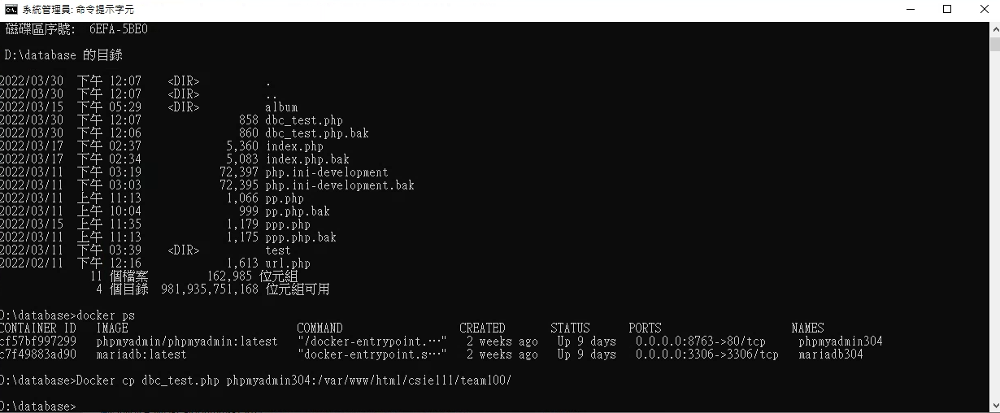 系統管理員: 命令提示字元
磁碟區序號:  6EFA-5BE0
D:\database 的目錄
2022/03/30  下午 12:07    <DIR>          .
2022/03/30  下午 12:07    <DIR>          ..
2022/03/15  下午 05:29    <DIR>          album
2022/03/30  下午 12:07               858 dbc_test.php
2022/03/30  下午 12:06               860 dbc_test.php.bak
2022/03/17  下午 02:37             5,360 index.php
2022/03/17  下午 02:34             5,083 index.php.bak
2022/03/11  下午 03:19            72,397 php.ini-development
2022/03/11  下午 03:03            72,395 php.ini-development.bak
2022/03/11  上午 11:13             1,066 pp.php
2022/03/11  上午 10:04               999 pp.php.bak
2022/03/15  上午 11:35             1,179 ppp.php
2022/03/11  上午 11:13             1,175 ppp.php.bak
2022/03/11  下午 03:39    <DIR>          test
2022/02/11  下午 12:16             1,613 url.php
11 個檔案         162,985 位元組
4 個目錄  981,935,751,168 位元組可用
D:\database>docker ps
CONTAINER ID   IMAGE                          COMMAND                  CREATED       STATUS      PORTS                    NAMES
cf57bf997299   phpmyadmin/phpmyadmin:latest   "/docker-entrypoint.…"   2 weeks ago   Up 9 days   0.0.0.0:8763->80/tcp     phpmyadmin304
c7f49883ad90   mariadb:latest                 "docker-entrypoint.s…"   2 weeks ago   Up 9 days   0.0.0.0:3306->3306/tcp   mariadb304
D:\database>Docker cp dbc_test.php phpmyadmin304:/var/www/html/csie111/team100/
D:\database>